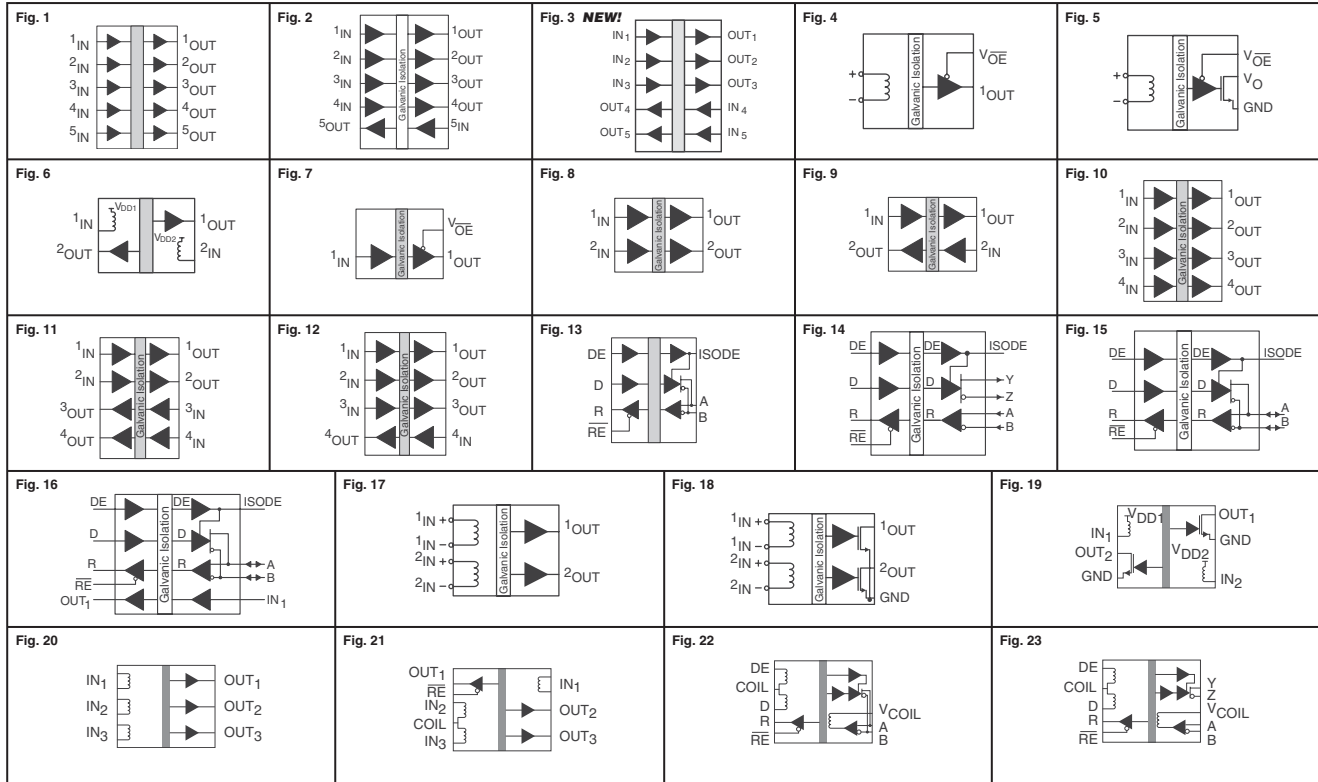 Fig. 1
1IN 1OUT
2IN 2OUT
3IN 3OUT
4IN 4OUT
5IN 5OUT
Fig. 2
1IN 1OUT
2IN 2OUT
3IN 3OUT
4IN 4OUT
5OUT 5IN
Galvanic Isolation
Fig. 3 NEW!
IN1 OUT1
IN2 OUT2
IN3 OUT3
OUT4 IN4
OUT5 IN5
Fig. 4
+
−
Galvanic Isolation
VOE
1OUT
Fig. 5
+
−
Galvanic Isolation
VOE
VO
GND
Fig. 6
VDD1
1IN 1OUT
VDD2
2OUT 2IN
Fig. 7
VOE
1IN 1OUT
Galvanic Isolation
Fig. 8
1IN 1OUT
2IN 2OUT
Galvanic Isolation
Fig. 9
1IN 1OUT
2OUT 2IN
Galvanic Isolation
Fig. 10
1IN 1OUT
2IN 2OUT
3IN 3OUT
4IN 4OUT
Galvanic Isolation
Fig. 11
1IN 1OUT
2IN 2OUT
3OUT 3IN
4OUT 4IN
Galvanic Isolation
Fig. 12
1IN 1OUT
2IN 2OUT
3IN 3OUT
4OUT 4IN
Galvanic Isolation
Fig. 13
DE ISODE
D
R A
B
RE
Fig. 14
DE DE ISODE
D D Y
Z
R R A
B
RE
Galvanic Isolation
Fig. 15
DE DE ISODE
D D
R R A
B
RE
Galvanic Isolation
Fig. 16
DE DE ISODE
D D
R R A
B
RE
OUT1 IN1
Galvanic Isolation
Fig. 17
1IN +
1IN − 1OUT
2IN +
2IN − 2OUT
Galvanic Isolation
Fig. 18
1IN + 1OUT
1IN −
2IN + 2OUT
2IN −
GND
Galvanic Isolation
Fig. 19
VDD1 OUT1
IN1
GND
OUT2 VDD2
GND
IN2
Fig. 20
IN1 OUT1
IN2 OUT2
IN3 OUT3
Fig. 21
OUT1
RE IN1
IN2 OUT2
COIL
IN3 OUT3
Fig. 22
DE
COIL
D VCOIL
R A
RE B
Fig. 23
DE Y
COIL Z
D VCOIL
R A
RE B